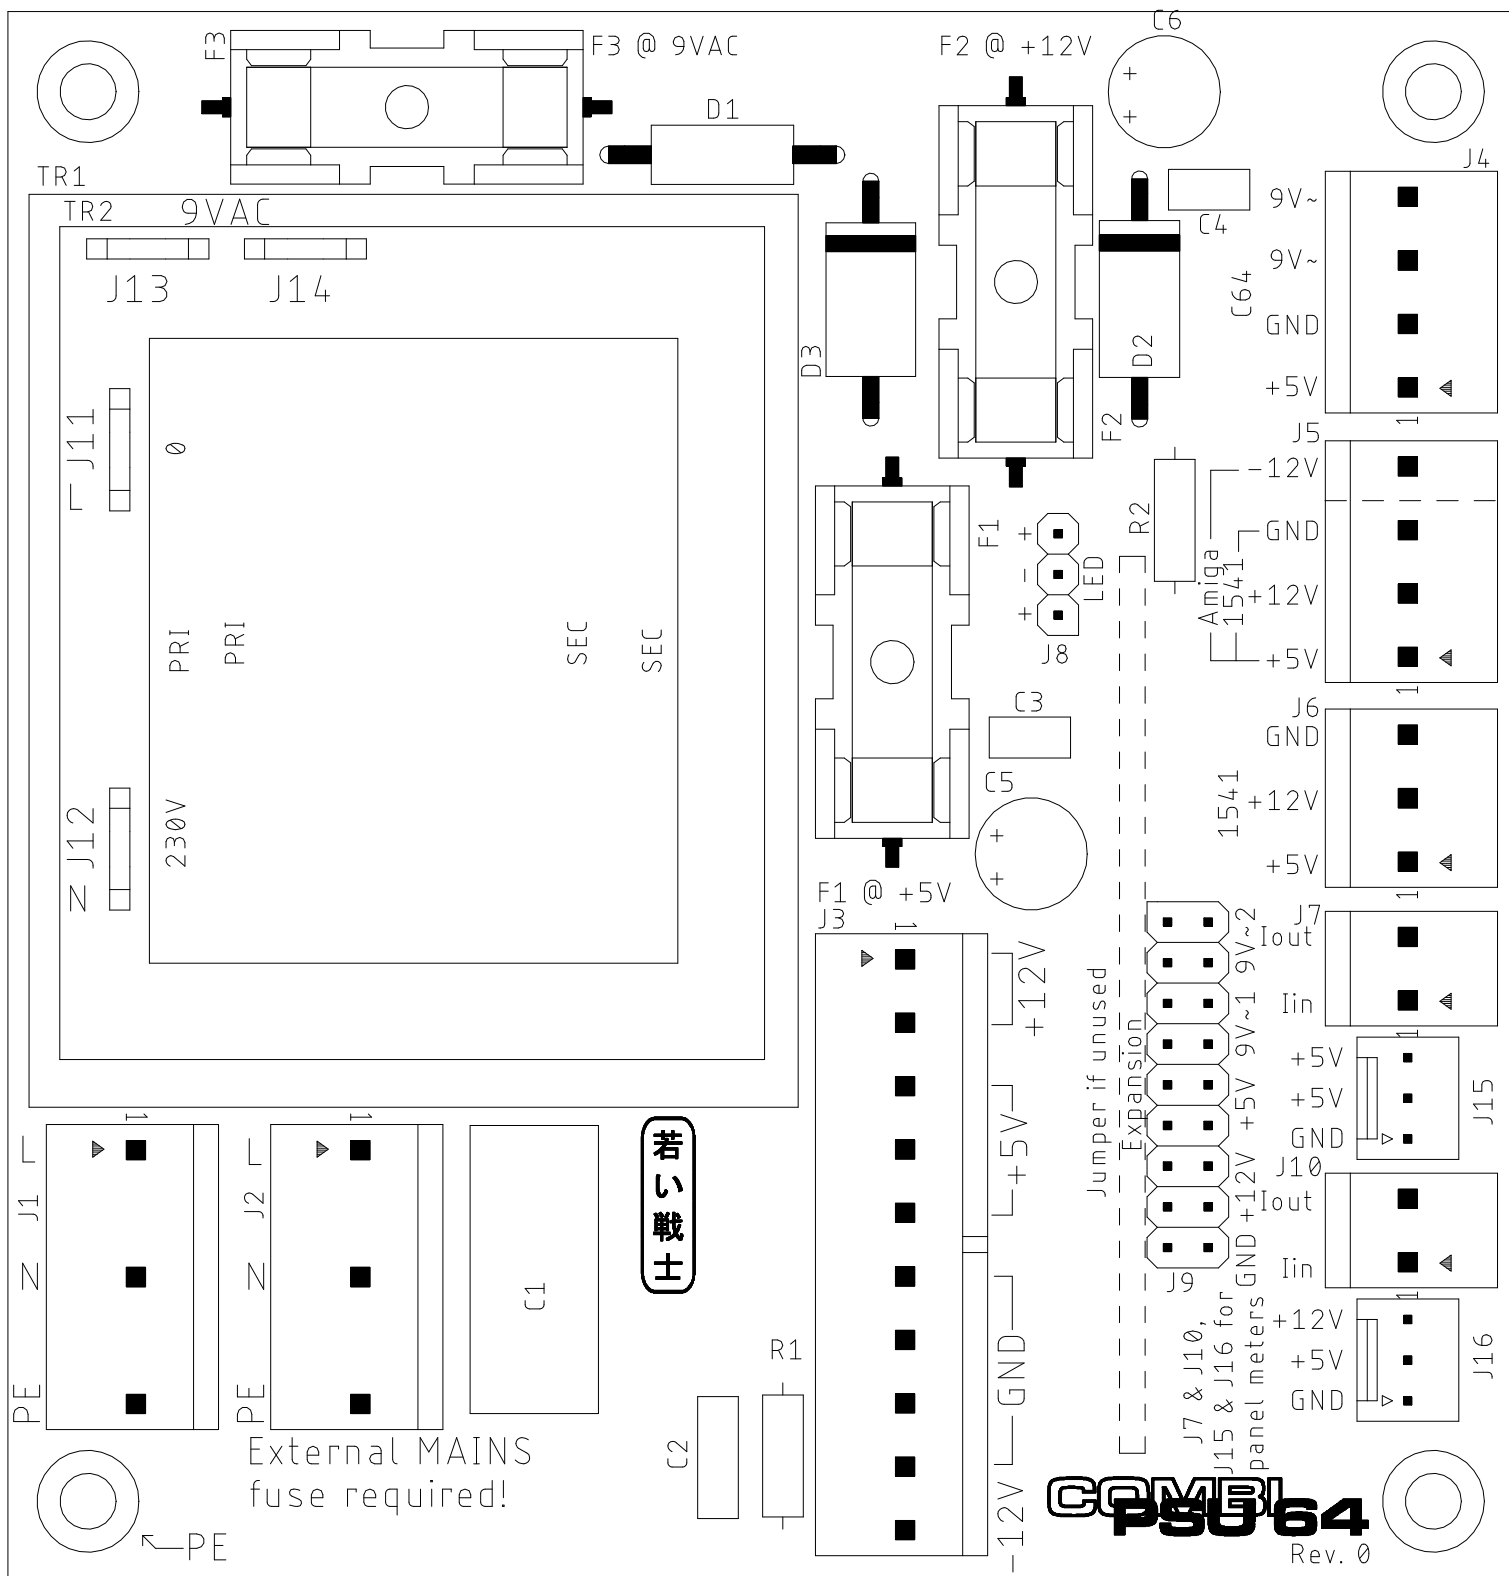 C6
F3
F3 @ 9VAC
F2 @ +12V
D1
J4
TR1
TR2
9VAC
J13
J14
C4
9V~
9V~
C64
GND
+5V
1
D3
D2
F2
J11
L
0
J5
-12V
GND
+12V
+5V
1
Amiga
1541
R2
F1
+
-
+
LED
J8
PRI
PRI
SEC
SEC
C3
C5
J6
GND
+12V
+5V
1
1541
J12
N
230V
F1 @ +5V
J3
1
+12V
+5V
GND
-12V
J7
Iout
Iin
1
9V~2
9V~1
+5V
+12V
GND
J9
Jumper if unused
Expansion
+5V
+5V
GND
J15
J10
Iout
Iin
1
+12V
+5V
GND
J16
J7 & J10,
J15 & J16 for
panel meters
1
L
J1
N
PE
1
L
J2
N
PE
C1
若い戦士
R1
C2
External MAINS
fuse required!
PE
COMBI
PSU 64
Rev. 0
+
+
+
+